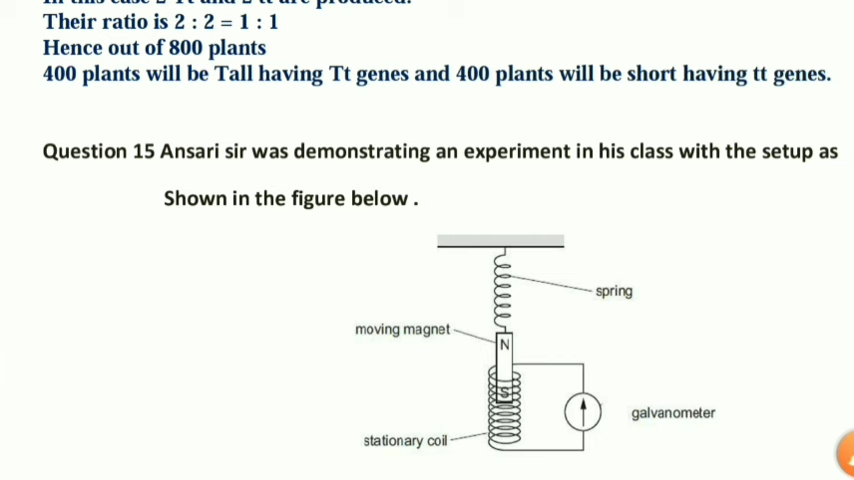 Their ratio is 2 : 2 = 1 : 1
Hence out of 800 plants
400 plants will be Tall having Tt genes and 400 plants will be short having tt genes.
Question 15 Ansari sir was demonstrating an experiment in his class with the setup as
Shown in the figure below .
spring
moving magnet
N
S
galvanometer
stationary coil